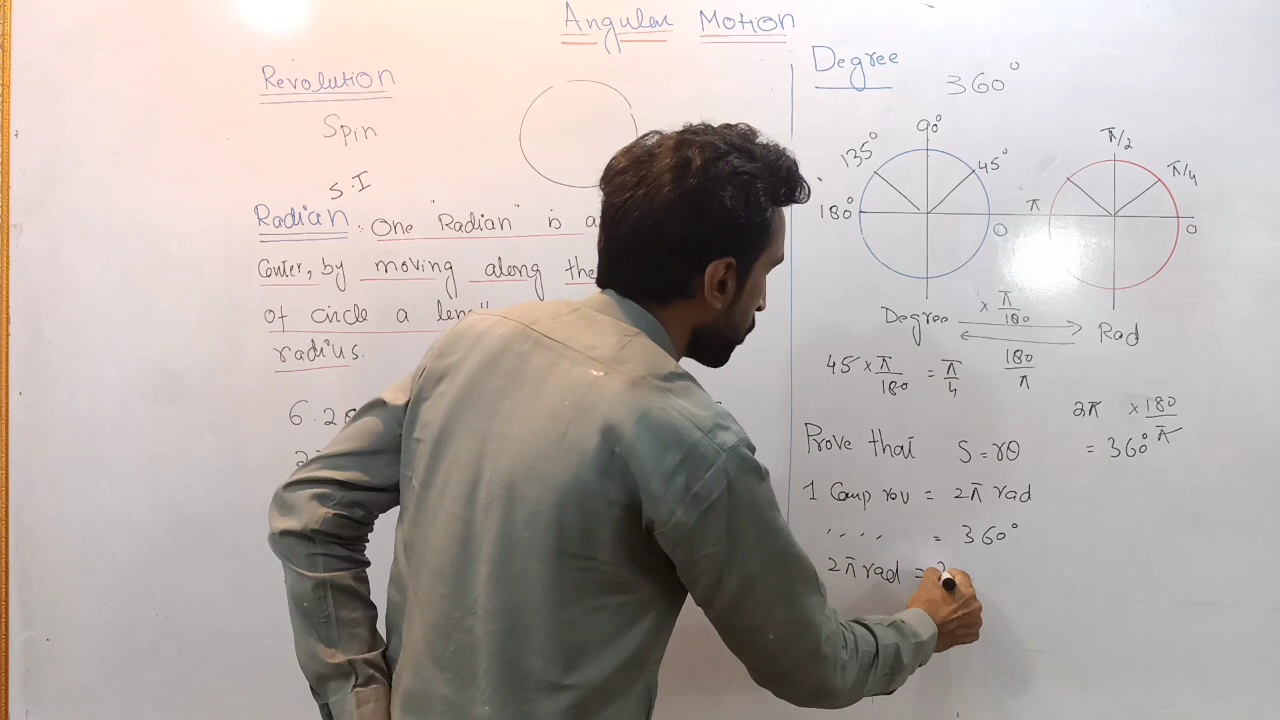 Angular Motion
Revolution
Spin
S.I
Radian : One "Radian" is a
Center, by moving along the
of circle a len
radius.
6.28
Degree
360°
90°
135°
45°
180°
0
π/2
π/4
π
0
Degree
× π/180
180/π
Rad
45 × π/180 = π/4
2π × 180/π
= 360°
Prove that S = rθ
1 Comp rov = 2π rad
,, ,, = 360°
2π rad =